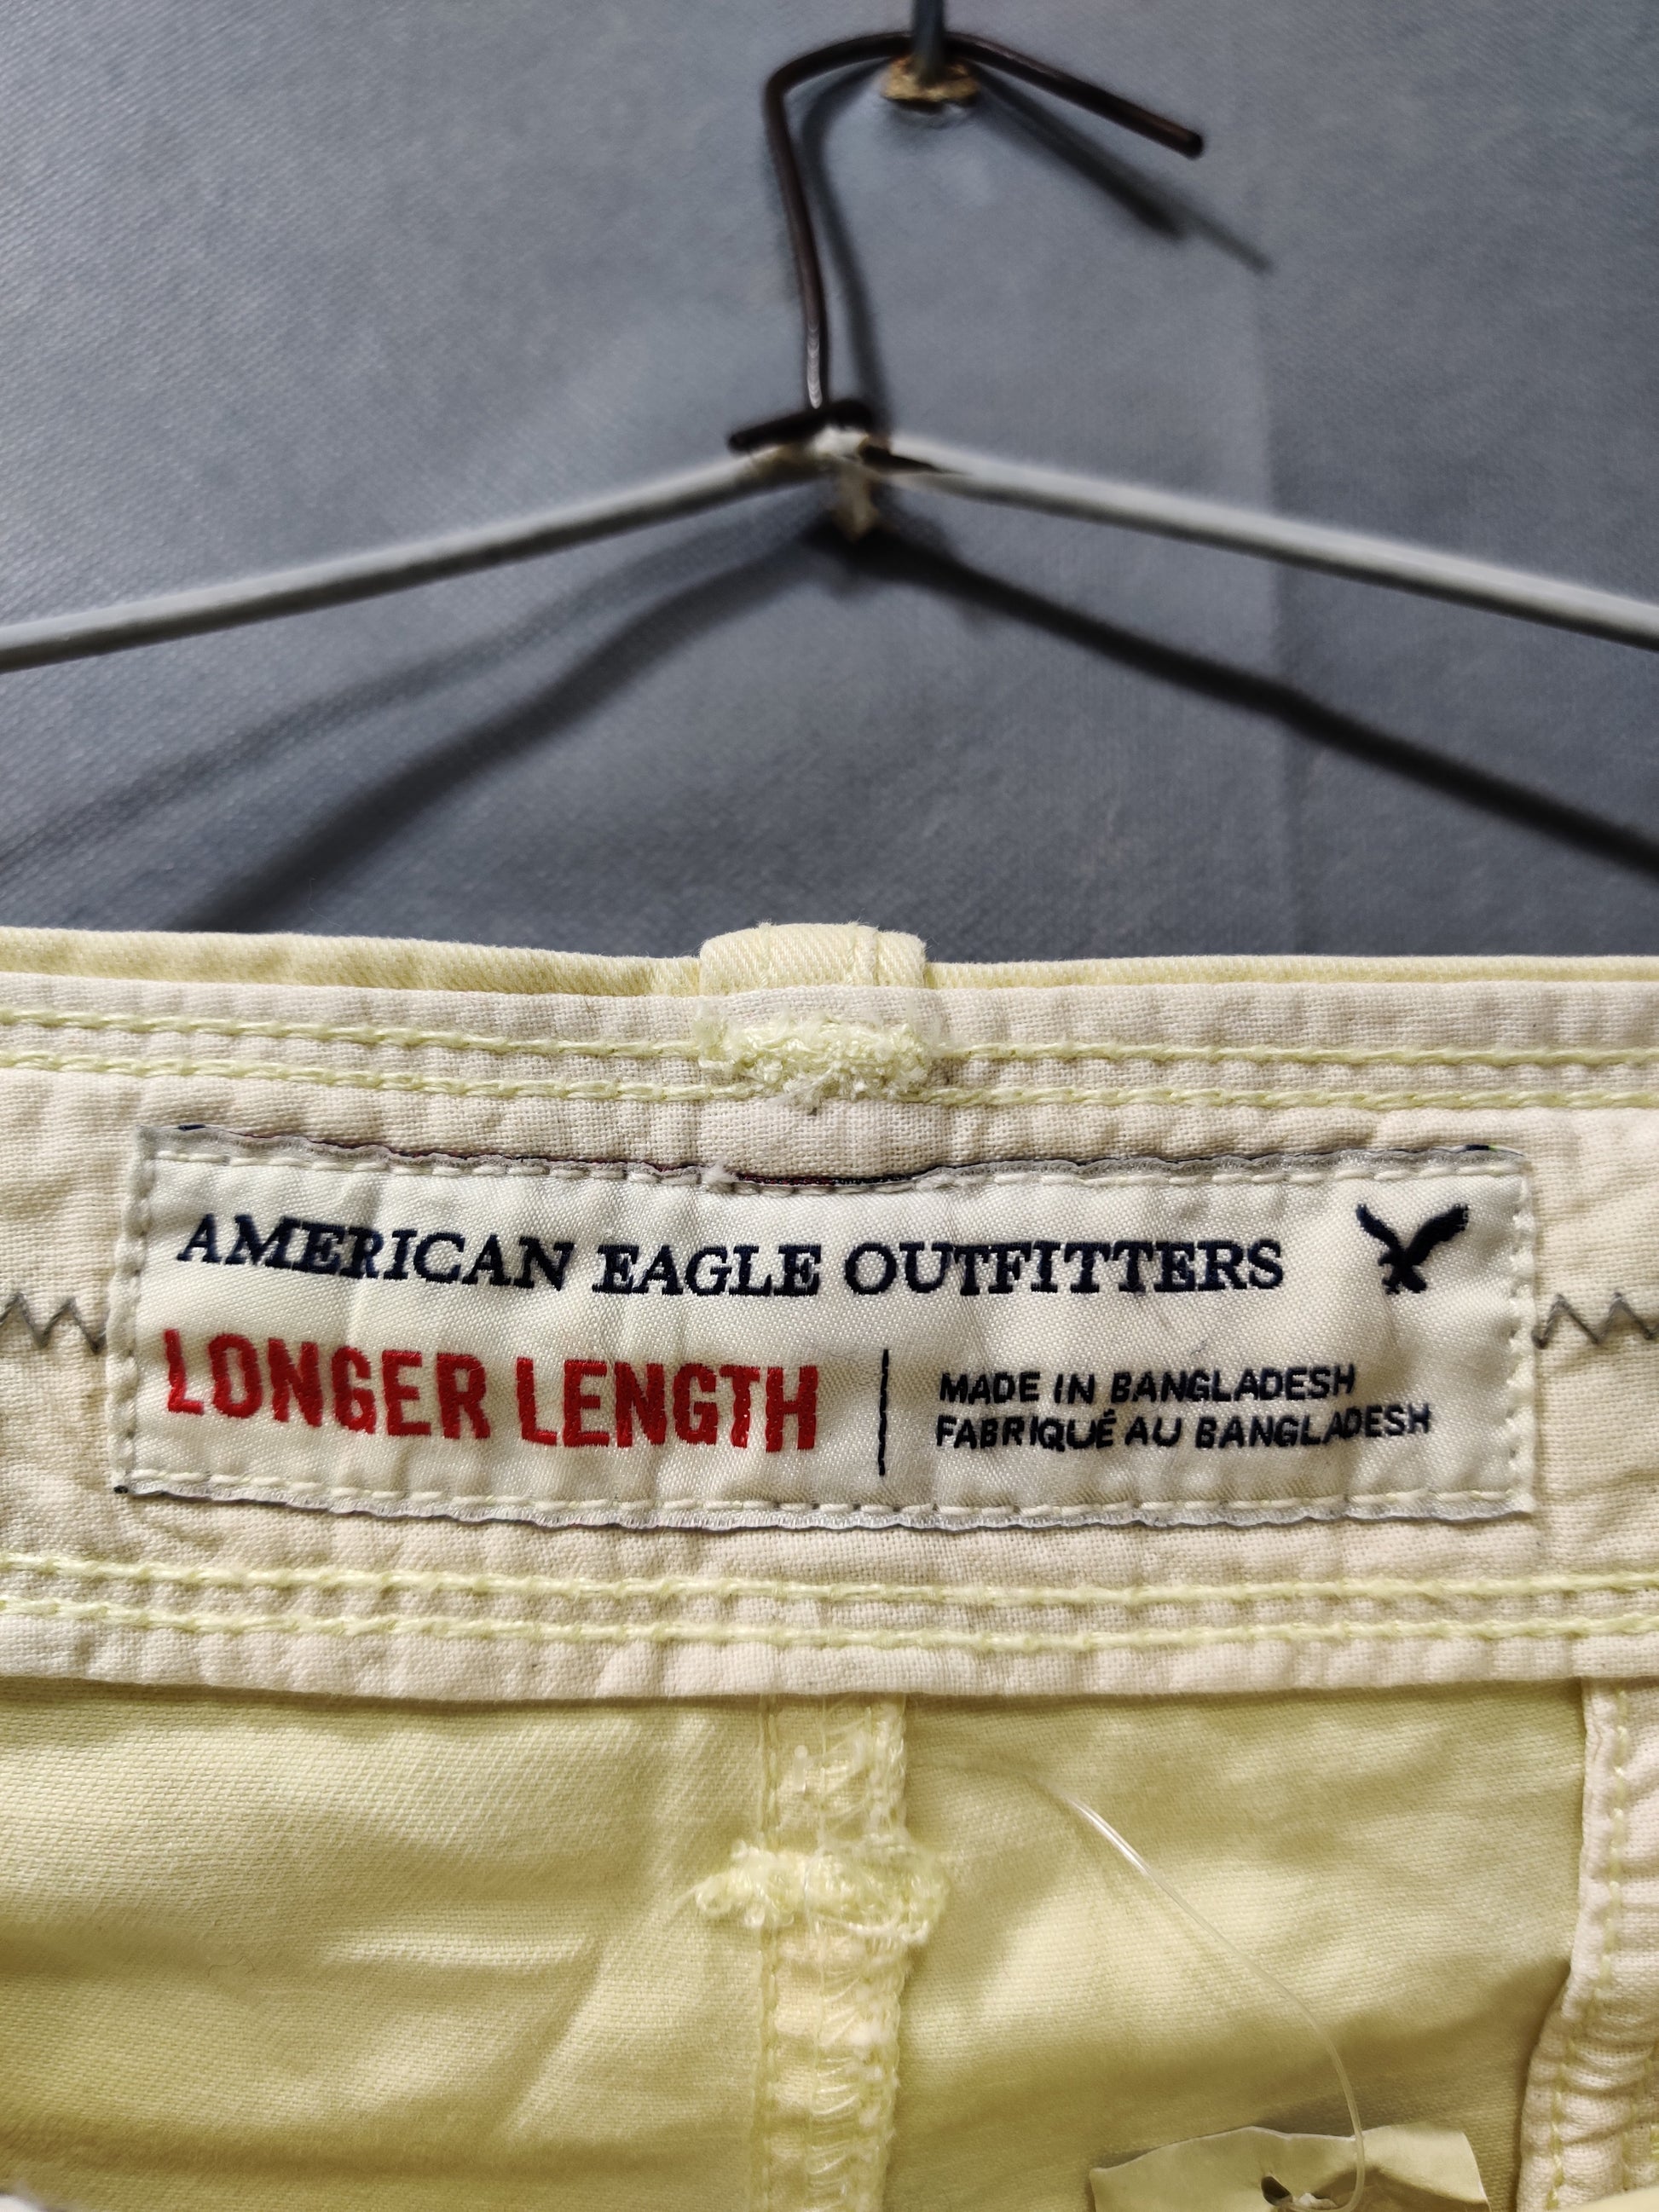 AMERICAN EAGLE OUTFITTERS
LONGER LENGTH
MADE IN BANGLADESH
FABRIQUÉ AU BANGLADESH